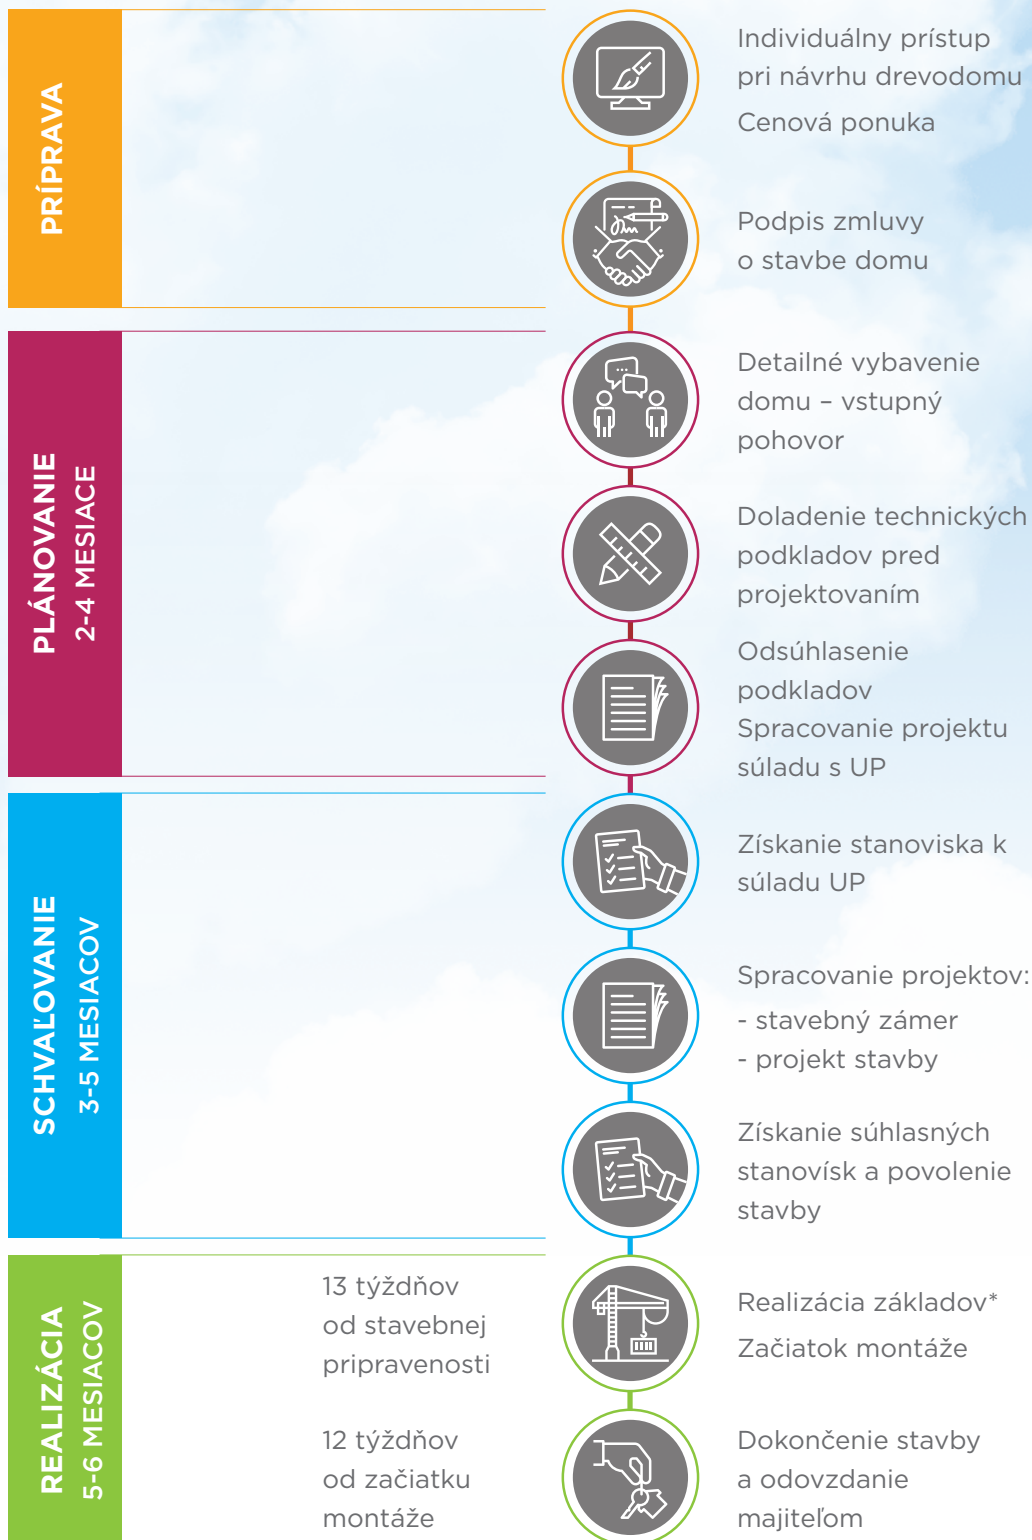 PRÍPRAVA
Individuálny prístup
pri návrhu drevodomu
Cenová ponuka
Podpis zmluvy
o stavbe domu
PLÁNOVANIE
2-4 MESIACE
Detailné vybavenie
domu – vstupný
pohovor
Doladenie technických
podkladov pred
projektovaním
Odsúhlasenie
podkladov
Spracovanie projektu
súladu s UP
SCHVAĽOVANIE
3-5 MESIACOV
Získanie stanoviska k
súladu UP
Spracovanie projektov:
- stavebný zámer
- projekt stavby
Získanie súhlasných
stanovísk a povolenie
stavby
REALIZÁCIA
5-6 MESIACOV
13 týždňov
od stavebnej
pripravenosti
Realizácia základov*
Začiatok montáže
12 týždňov
od začiatku
montáže
Dokončenie stavby
a odovzdanie
majiteľom